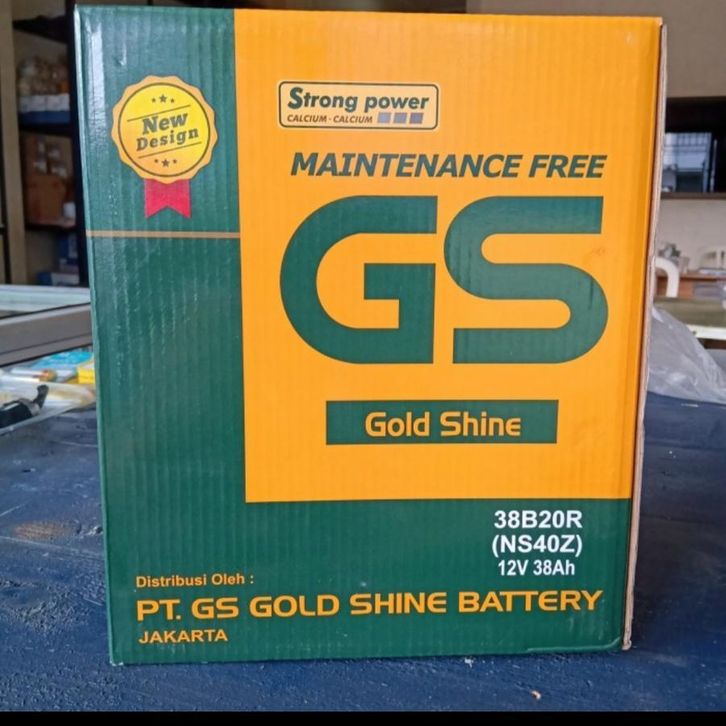 New
Design
Strong power
CALCIUM - CALCIUM
MAINTENANCE FREE
GS
Gold Shine
38B20R
(NS40Z)
12V 38Ah
Distribusi Oleh :
PT. GS GOLD SHINE BATTERY
JAKARTA